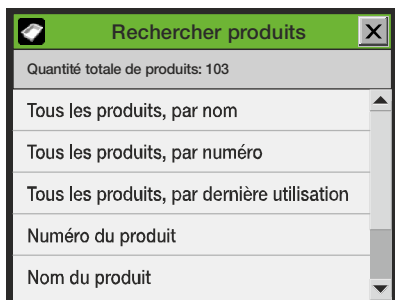 Rechercher produits
Quantité totale de produits: 103
Tous les produits, par nom
Tous les produits, par numéro
Tous les produits, par dernière utilisation
Numéro du produit
Nom du produit